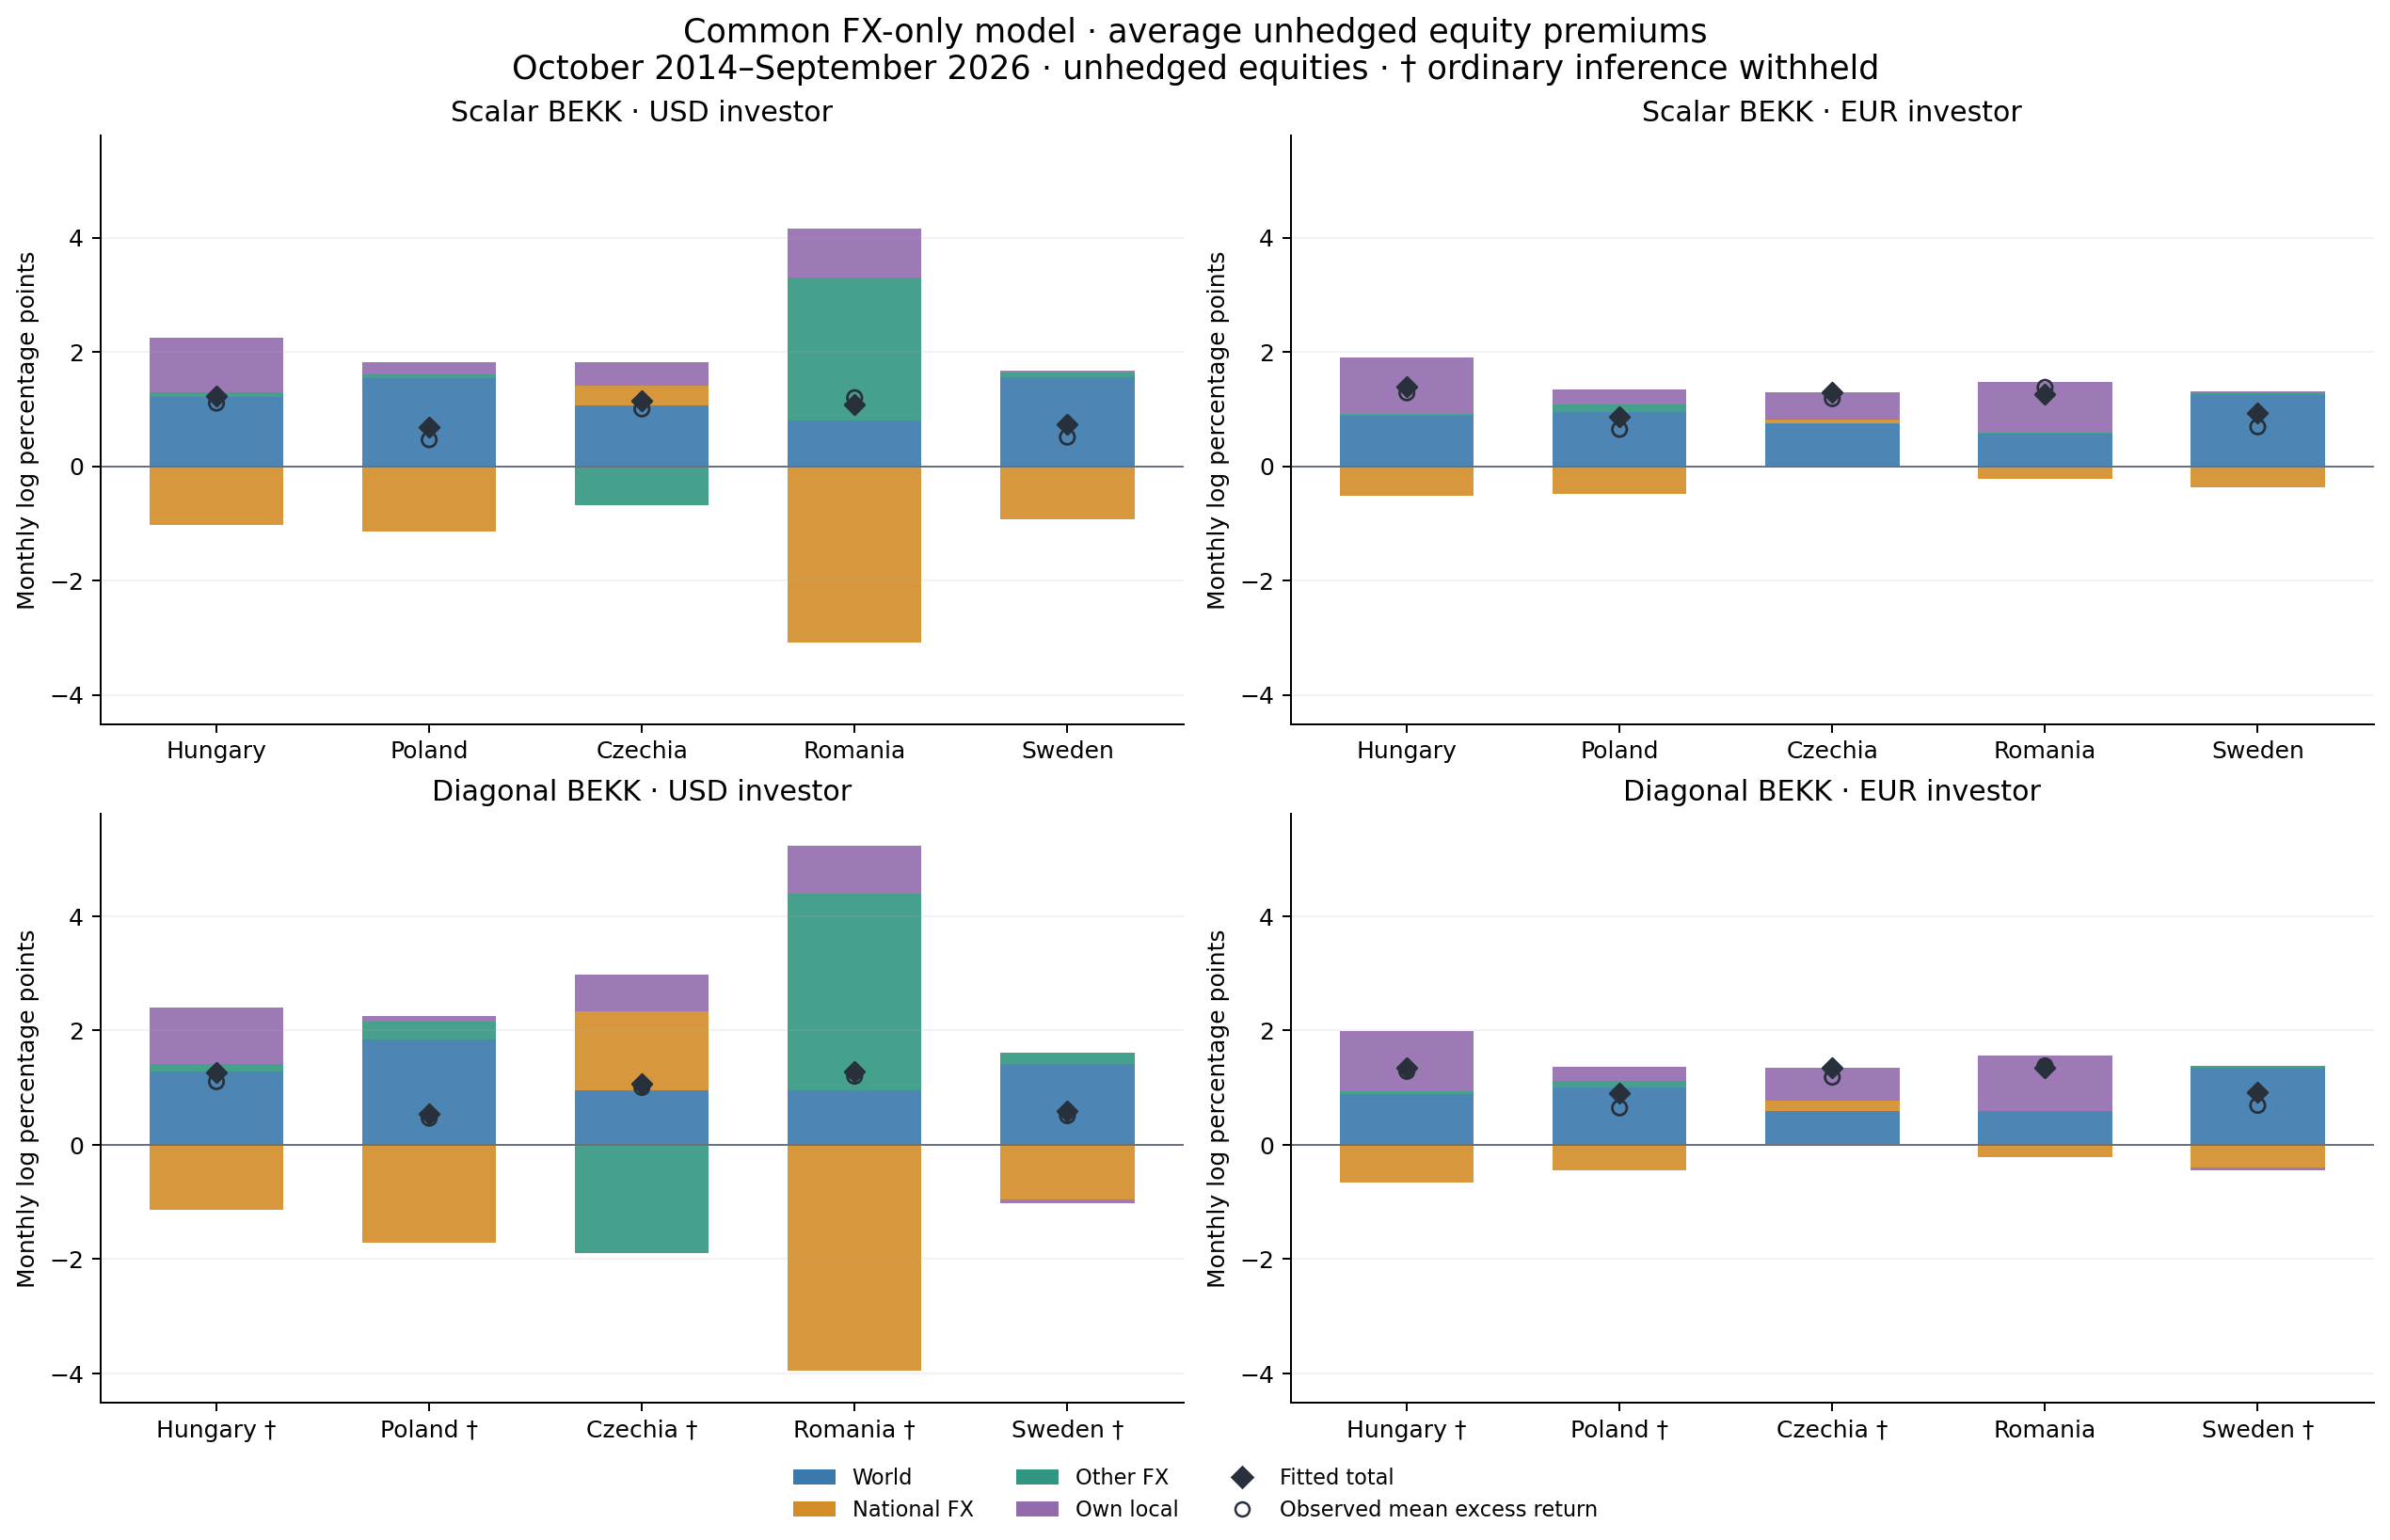 Common FX-only model · average unhedged equity premiums
October 2014–September 2026 · unhedged equities · † ordinary inference withheld
Scalar BEKK · USD investor
Monthly log percentage points
4
2
0
−2
−4
Hungary
Poland
Czechia
Romania
Sweden
Scalar BEKK · EUR investor
Monthly log percentage points
4
2
0
−2
−4
Hungary
Poland
Czechia
Romania
Sweden
Diagonal BEKK · USD investor
Monthly log percentage points
4
2
0
−2
−4
Hungary †
Poland †
Czechia †
Romania †
Sweden †
Diagonal BEKK · EUR investor
Monthly log percentage points
4
2
0
−2
−4
Hungary †
Poland †
Czechia †
Romania
Sweden †
World
National FX
Other FX
Own local
Fitted total
Observed mean excess return